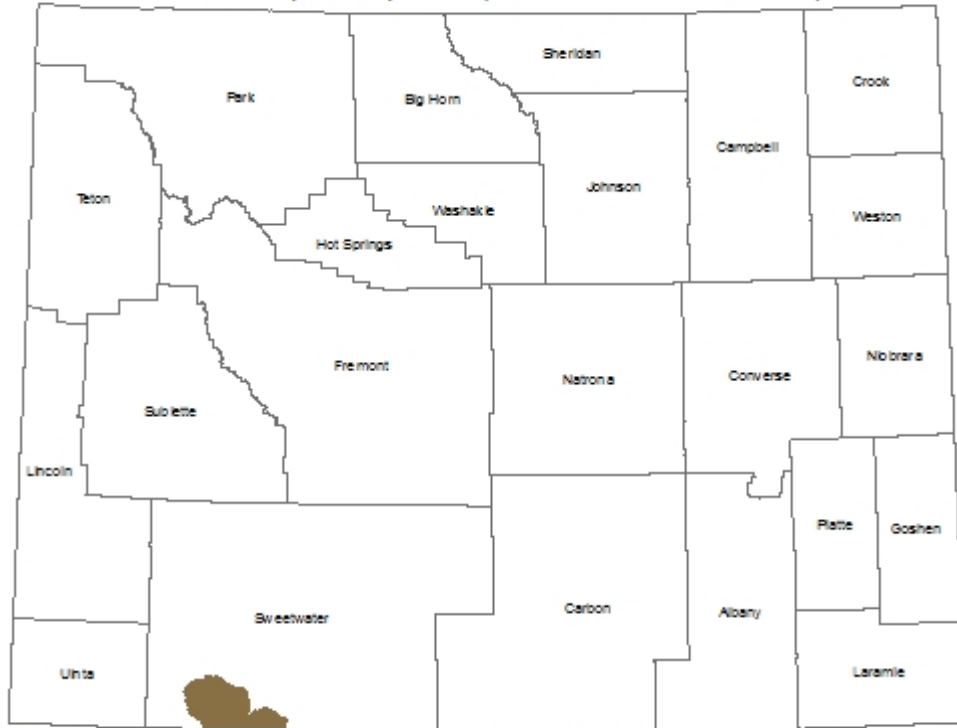 Sheridan
Crook
Park
Big Horn
Campbell
Johnson
Teton
Washakie
Weston
Hot Springs
Niobrara
Fremont
Natrona
Converse
Sublette
Lincoln
Platte
Goshen
Carbon
Albany
Sweetwater
Uinta
Laramie